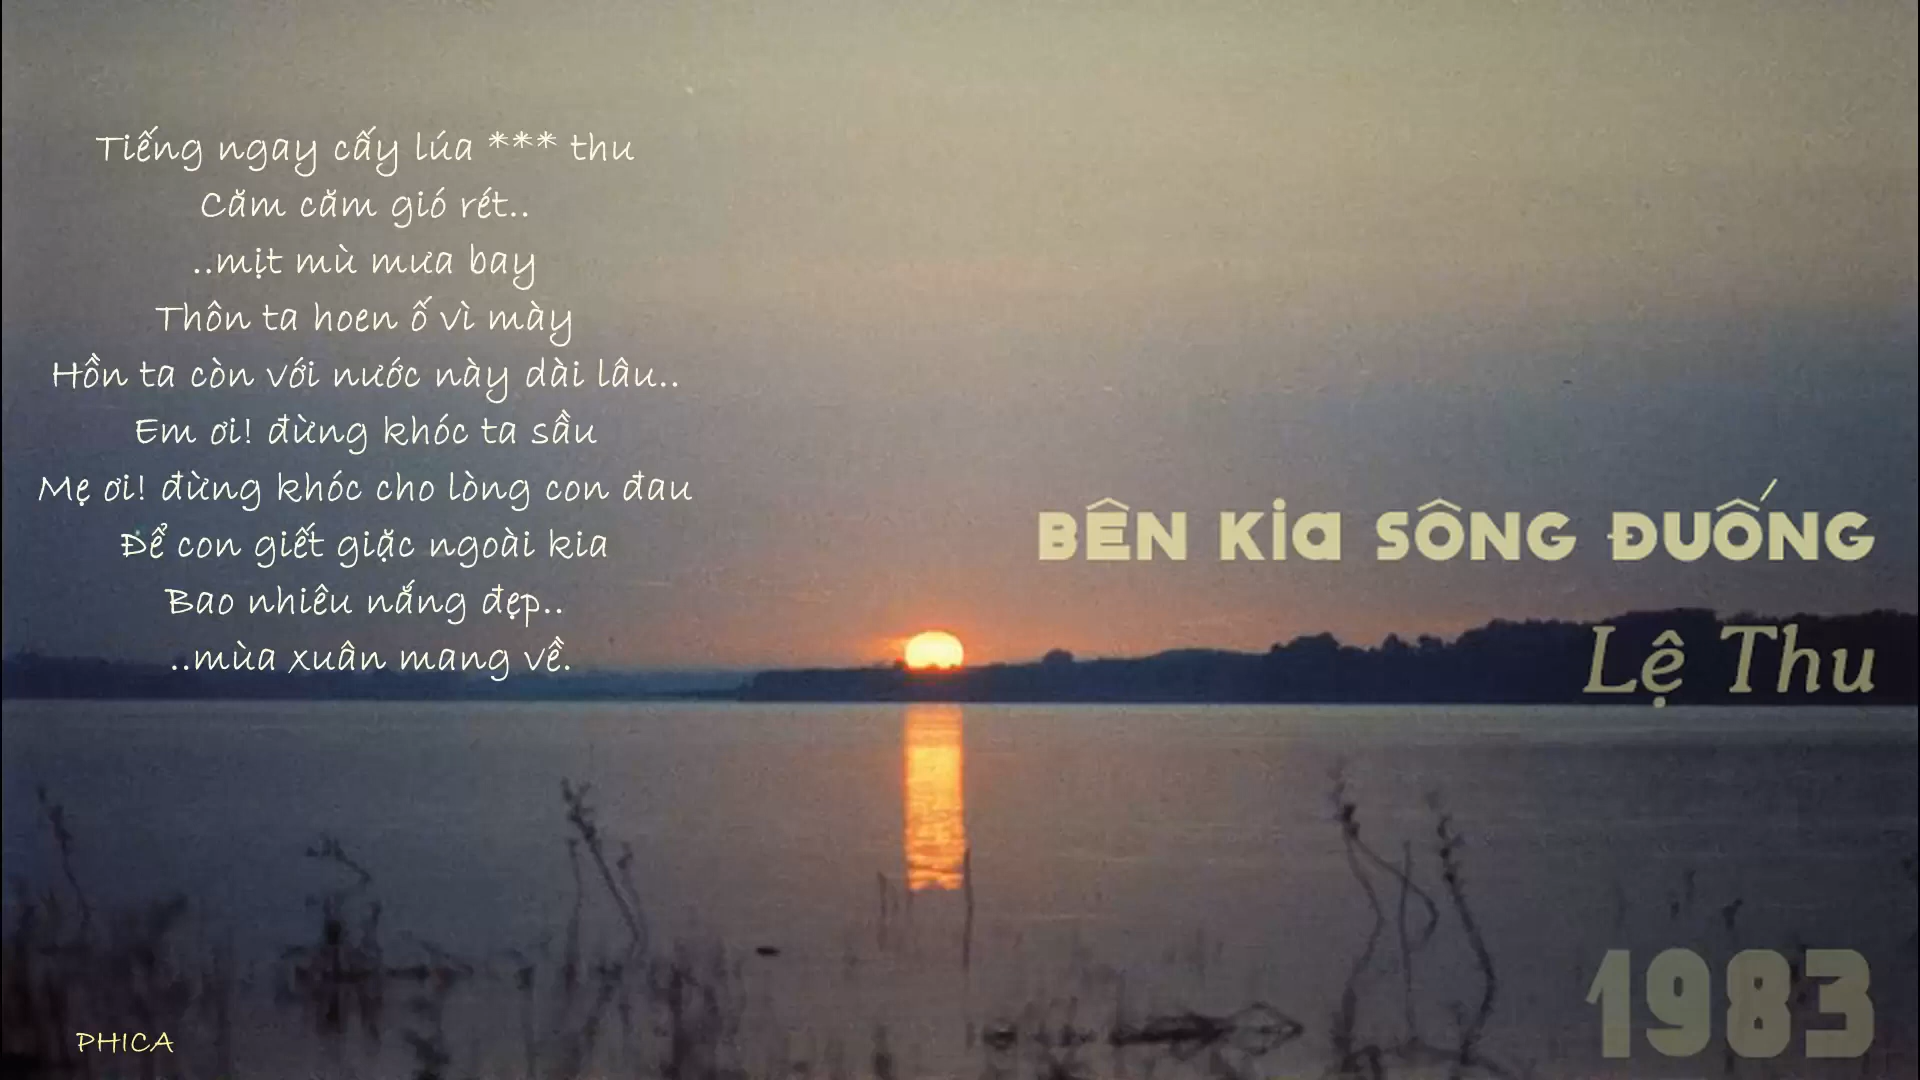 Tiếng ngay cấy lúa *** thu
Căm căm gió rét..
..mịt mù mưa bay
Thôn ta hoen ố vì mày
Hồn ta còn với nước này dài lâu..
Em ơi! đừng khóc ta sầu
Mẹ ơi! đừng khóc cho lòng con đau
Để con giết giặc ngoài kia
Bao nhiêu nắng đẹp..
..mùa xuân mang về.
BÊN KIA SÔNG ĐUỐNG
Lệ Thu
1983
PHICA